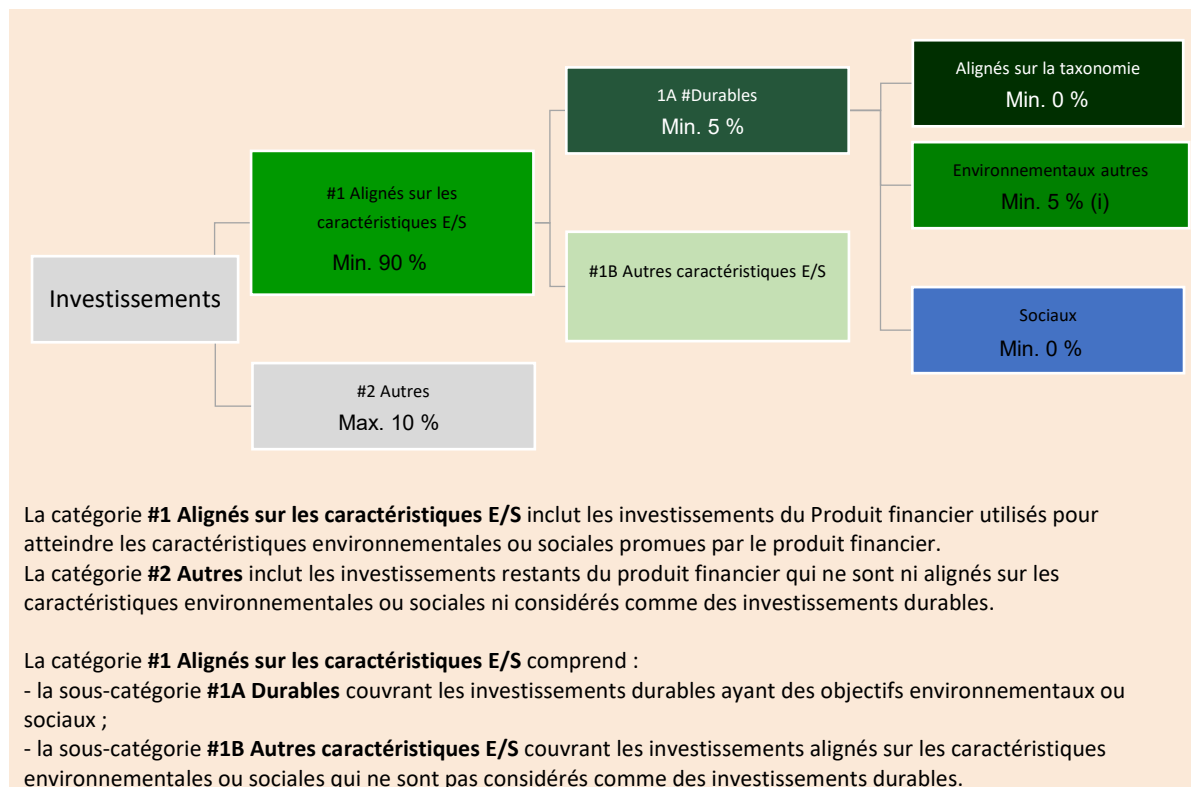 Investissements
#1 Alignés sur les
caractéristiques E/S
Min. 90 %
#2 Autres
Max. 10 %
1A #Durables
Min. 5 %
#1B Autres caractéristiques E/S
Alignés sur la taxonomie
Min. 0 %
Environnementaux autres
Min. 5 % (i)
Sociaux
Min. 0 %
La catégorie #1 Alignés sur les caractéristiques E/S inclut les investissements du Produit financier utilisés pour
atteindre les caractéristiques environnementales ou sociales promues par le produit financier.
La catégorie #2 Autres inclut les investissements restants du produit financier qui ne sont ni alignés sur les
caractéristiques environnementales ou sociales ni considérés comme des investissements durables.
La catégorie #1 Alignés sur les caractéristiques E/S comprend :
- la sous-catégorie #1A Durables couvrant les investissements durables ayant des objectifs environnementaux ou
sociaux ;
- la sous-catégorie #1B Autres caractéristiques E/S couvrant les investissements alignés sur les caractéristiques
environnementales ou sociales qui ne sont pas considérés comme des investissements durables.